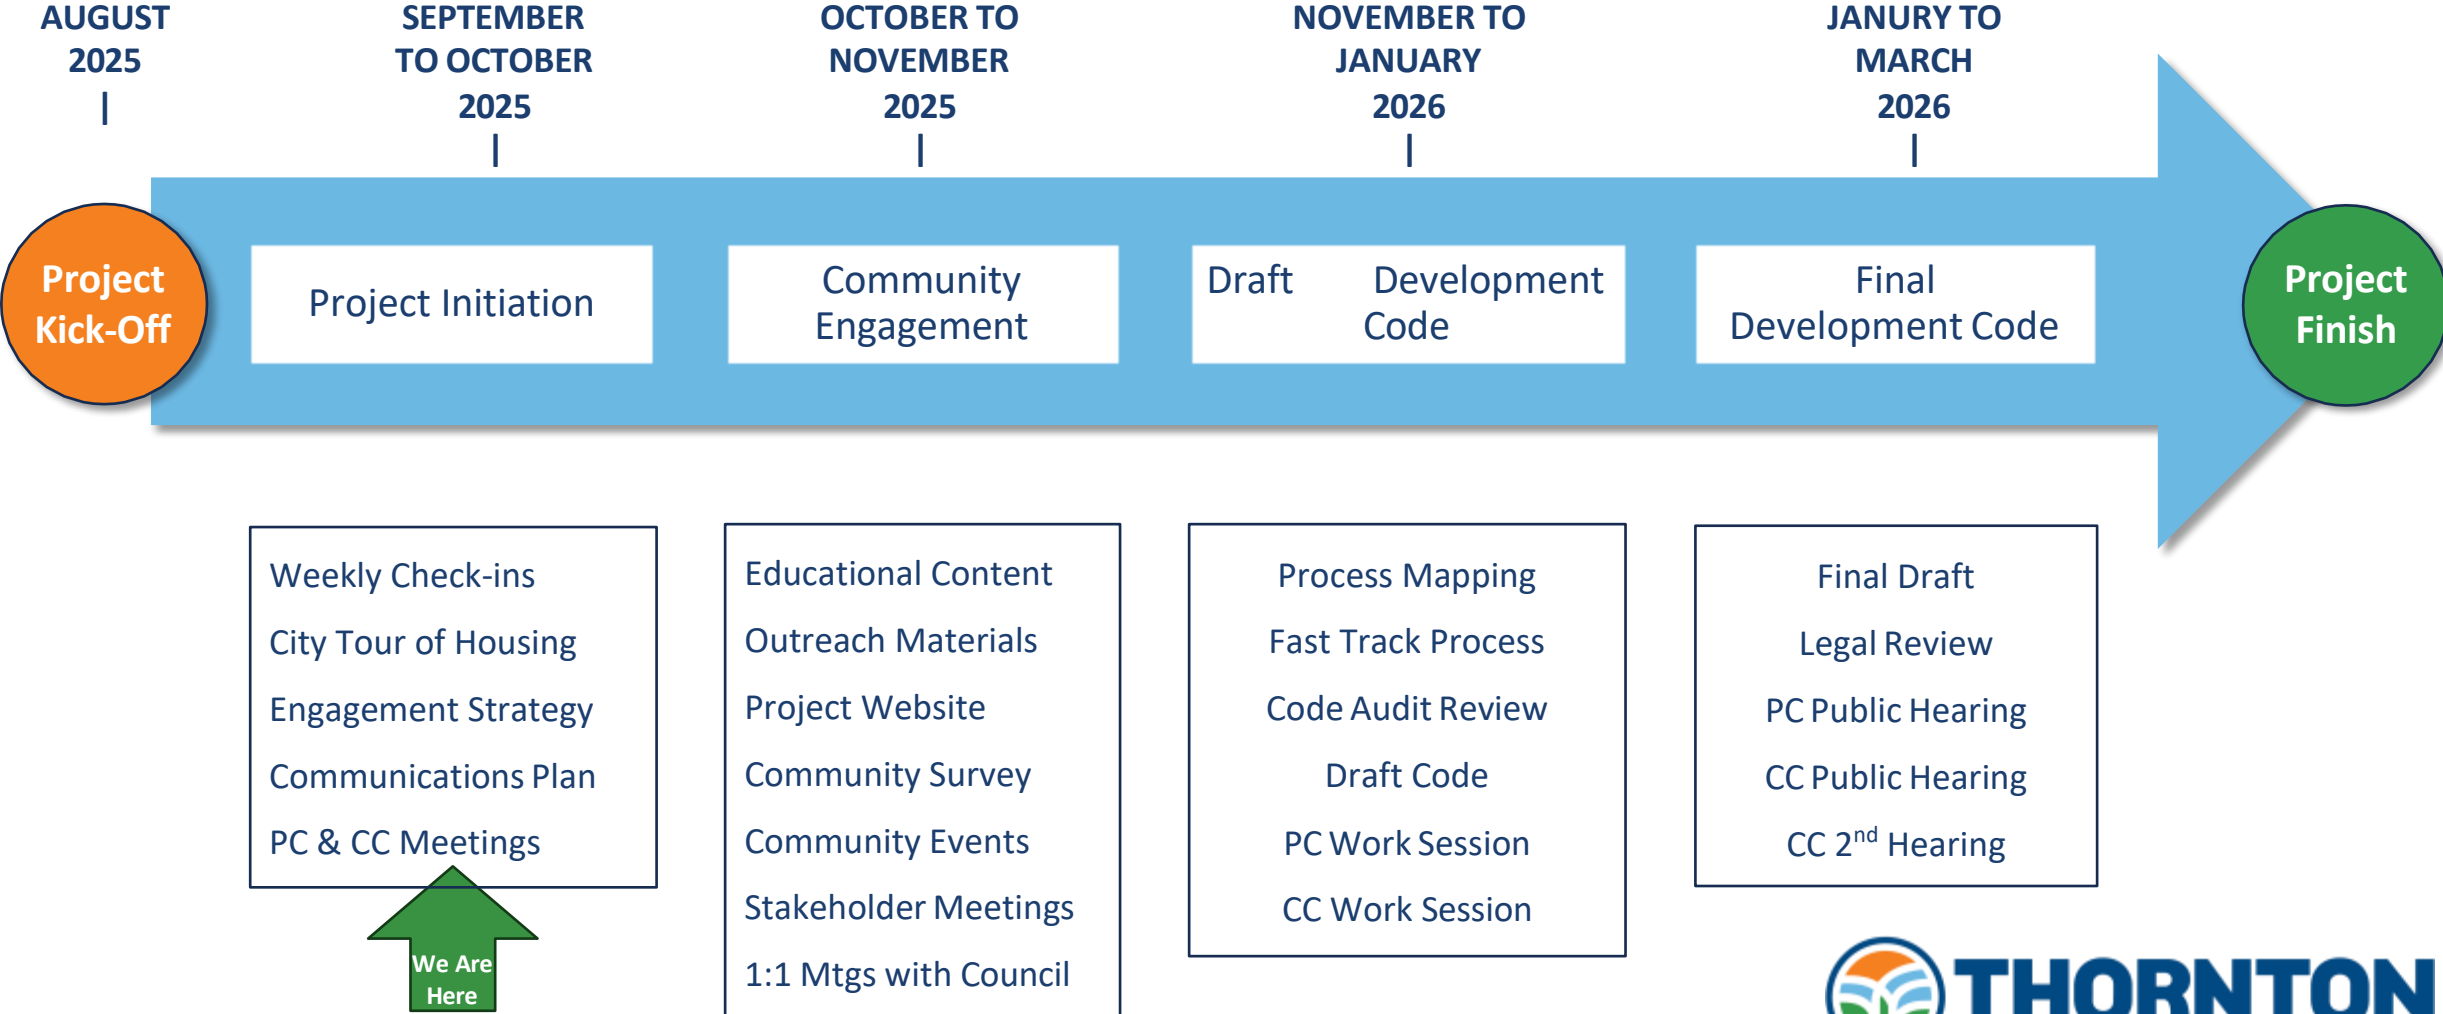 AUGUST
2025
|
SEPTEMBER
TO OCTOBER
2025
|
OCTOBER TO
NOVEMBER
2025
|
NOVEMBER TO
JANUARY
2026
|
JANURY TO
MARCH
2026
|
Project
Kick-Off
Project Initiation
Community
Engagement
Draft Development
Code
Final
Development Code
Project
Finish
Weekly Check-ins
City Tour of Housing
Engagement Strategy
Communications Plan
PC & CC Meetings
We Are
Here
Educational Content
Outreach Materials
Project Website
Community Survey
Community Events
Stakeholder Meetings
1:1 Mtgs with Council
Process Mapping
Fast Track Process
Code Audit Review
Draft Code
PC Work Session
CC Work Session
Final Draft
Legal Review
PC Public Hearing
CC Public Hearing
CC 2nd Hearing
THORNTON